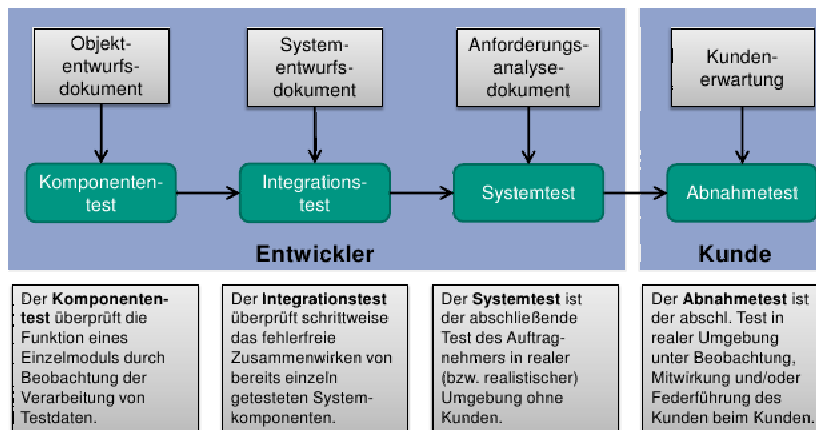 Objekt-
entwurfs-
dokument
System-
entwurfs-
dokument
Anforderungs-
analyse-
dokument
Kunden-
erwartung
Komponenten-
test
Integrations-
test
Systemtest
Abnahmetest
Entwickler
Kunde
Der Komponenten-
test überprüft die
Funktion eines
Einzelmoduls durch
Beobachtung der
Verarbeitung von
Testdaten.
Der Integrationstest
überprüft schrittweise
das fehlerfreie
Zusammenwirken von
bereits einzeln
getesteten System-
komponenten.
Der Systemtest ist
der abschließende
Test des Auftrag-
nehmers in realer
(bzw. realistischer)
Umgebung ohne
Kunden.
Der Abnahmetest ist
der abschl. Test in
realer Umgebung
unter Beobachtung,
Mitwirkung und/oder
Federführung des
Kunden beim Kunden.